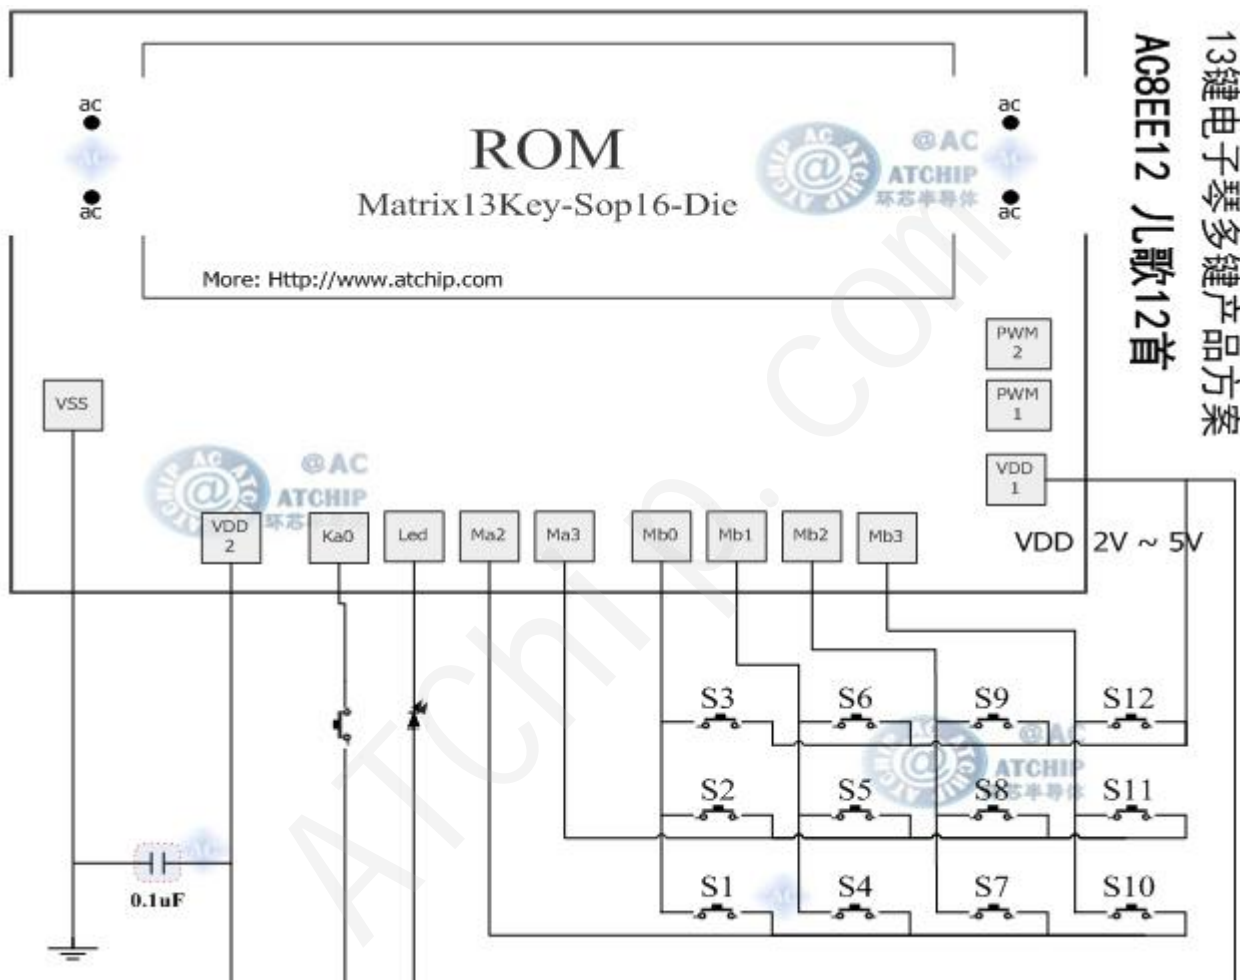 ac
ac
ROM
Matrix13Key-Sop16-Die
@AC
ATCHIP
环芯半导体
ac
ac
More: Http://www.atchip.com
13键电子琴多键产品方案
AC8EE12 儿歌12首
PWM
2
PWM
1
VSS
@AC
ATCHIP
VDD
1
VDD
2
Ka0
Led
Ma2
Ma3
Mb0
Mb1
Mb2
Mb3
VDD 2V ~ 5V
S3
S6
S9
S12
@AC
ATCHIP
S2
S5
S8
S11
0.1uF
S1
S4
S7
S10
ATChip.com